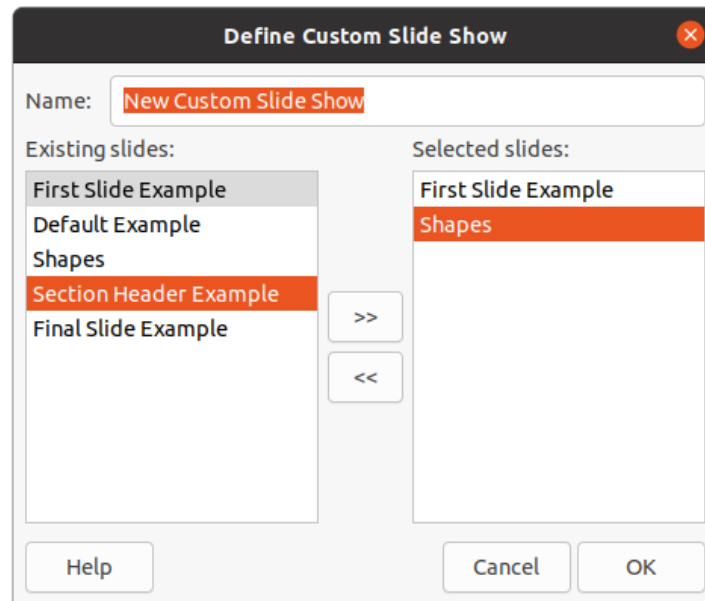 Define Custom Slide Show
Name: New Custom Slide Show
Existing slides:
First Slide Example
Default Example
Shapes
Section Header Example
Final Slide Example
>>
<<
Selected slides:
First Slide Example
Shapes
Help
Cancel
OK